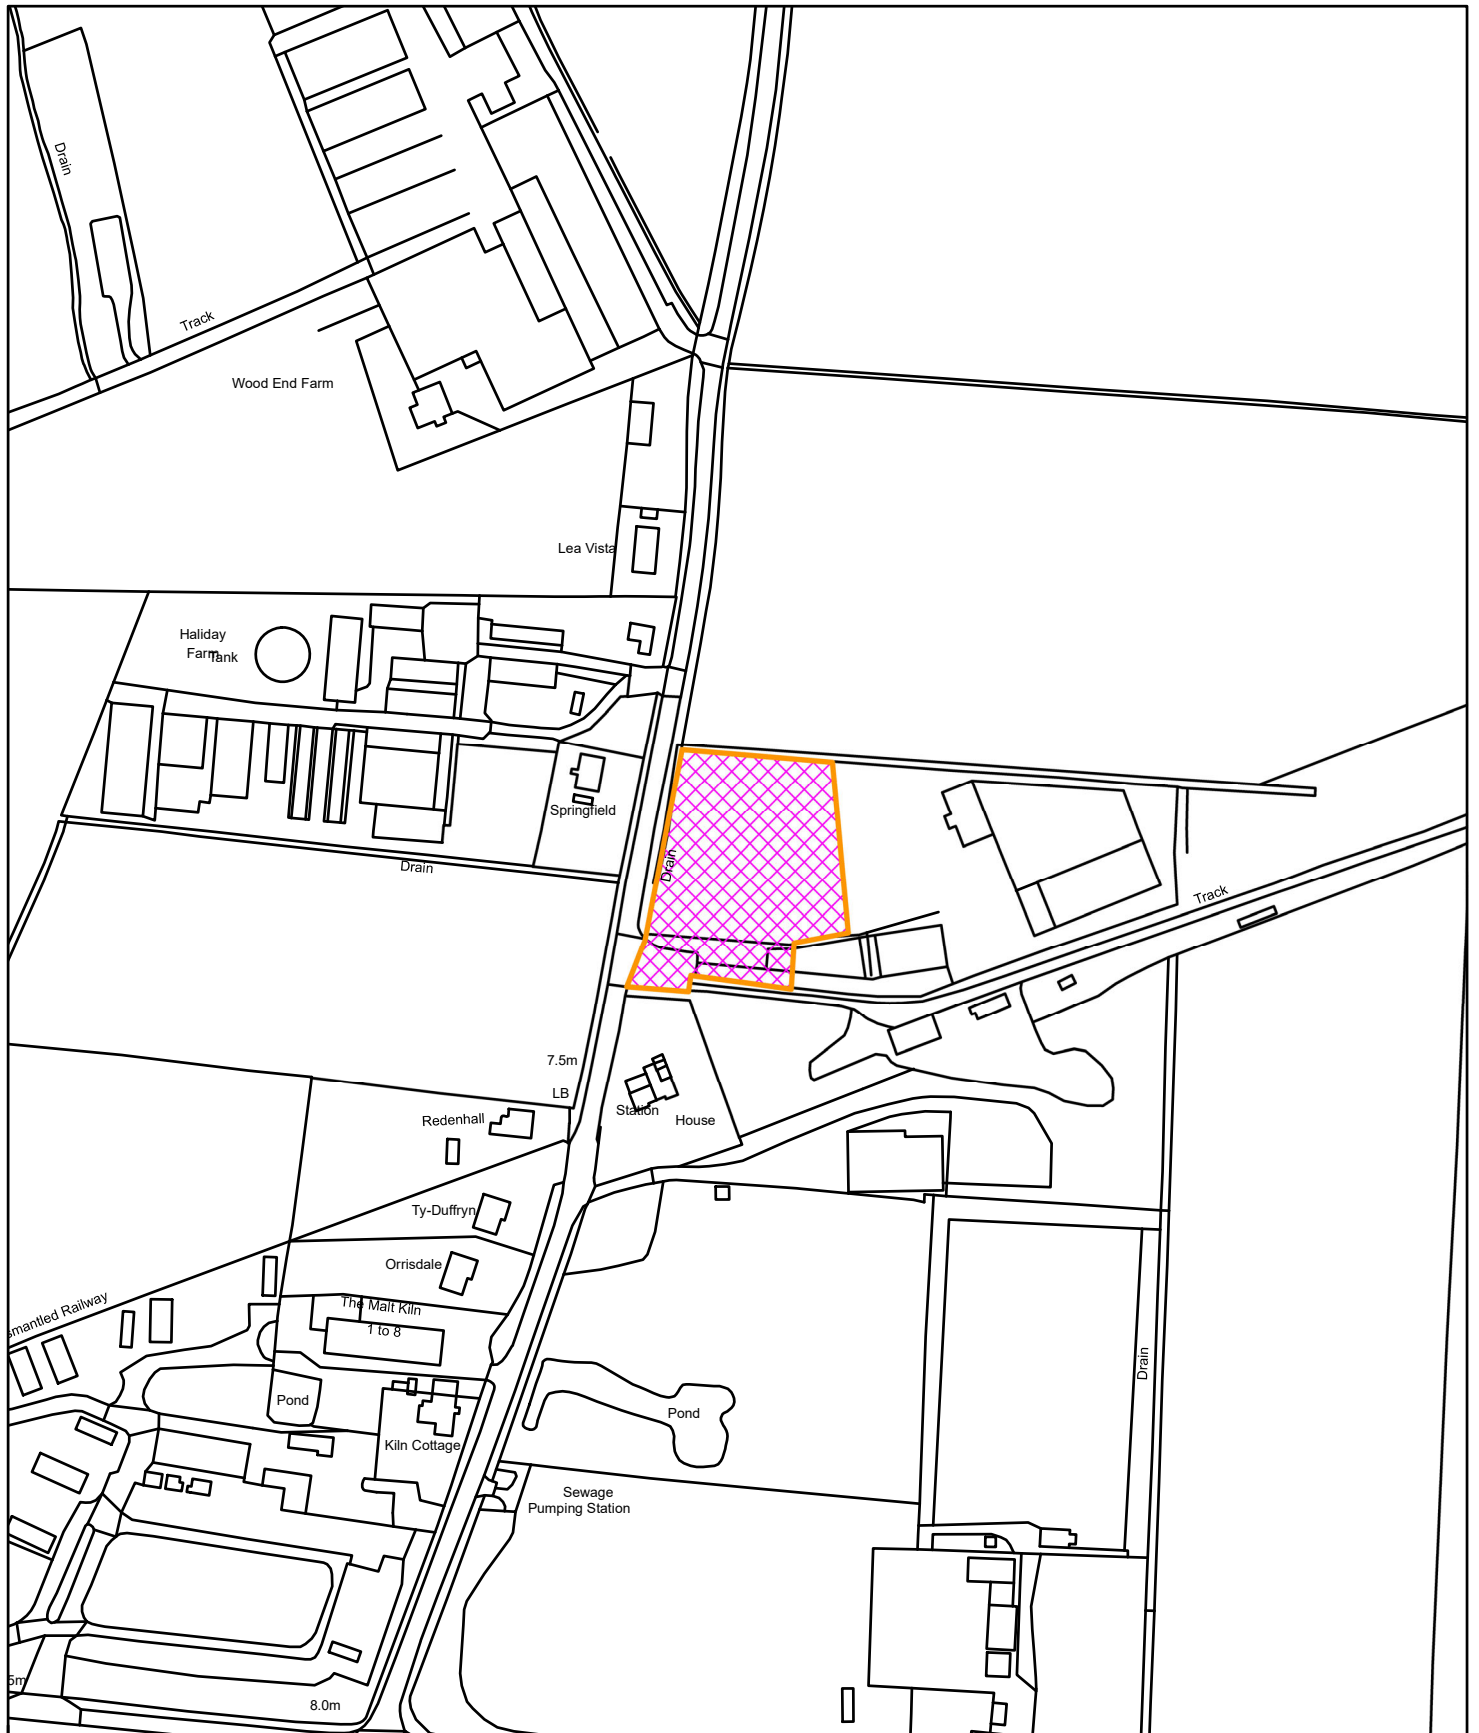 Drain
Track
Wood End Farm
Lea Vista
Haliday
Farm
Tank
Springfield
Drain
Drain
Track
7.5m
LB
Redenhall
Station
House
Ty-Duffryn
Orrisdale
smantled Railway
The Malt Kiln
1 to 8
Drain
Pond
Pond
Kiln Cottage
Sewage
Pumping Station
5m
8.0m